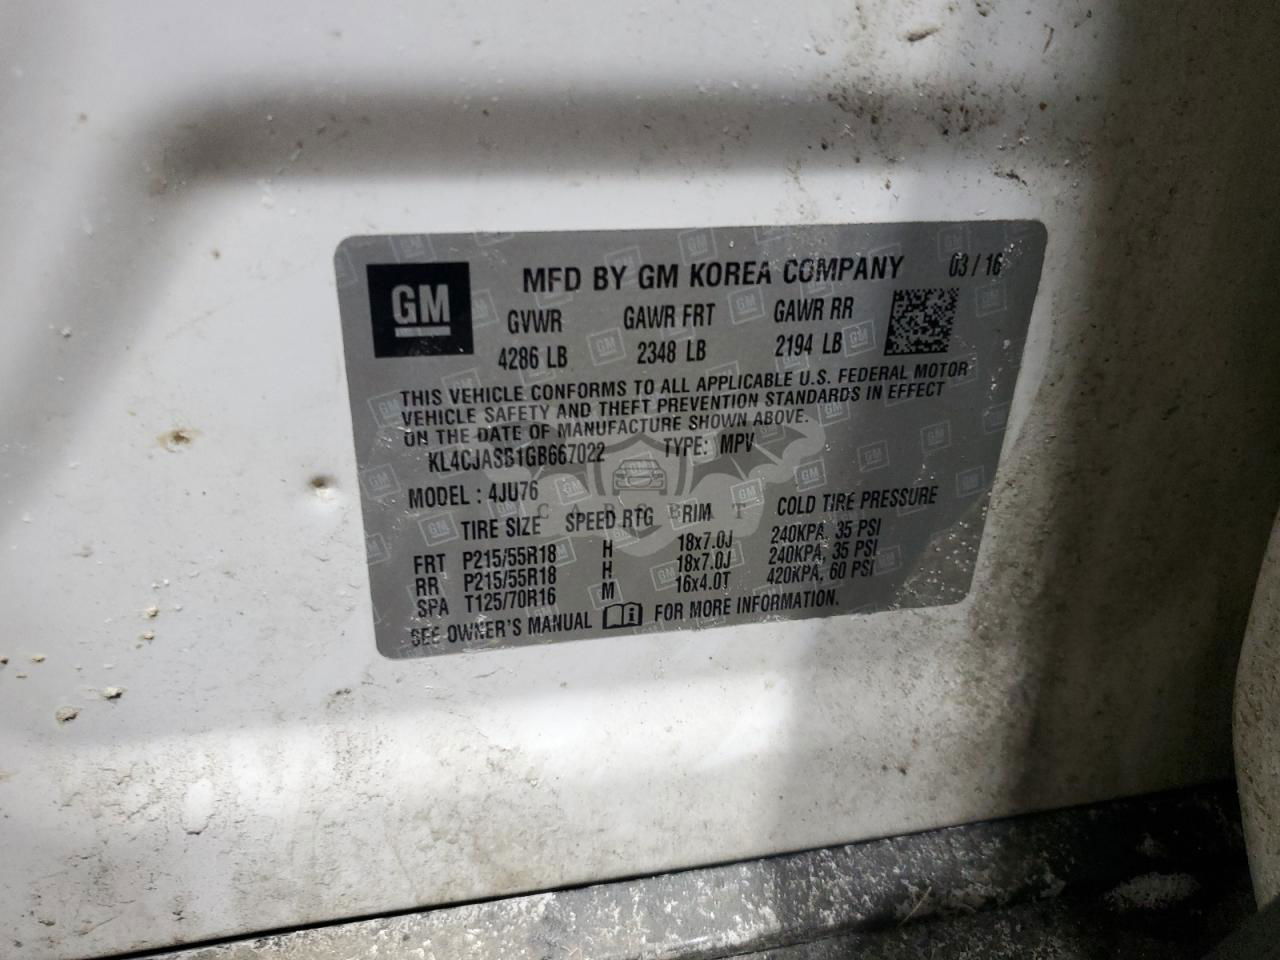 GM
MFD BY GM KOREA COMPANY 03 / 16
GVWR GAWR FRT GAWR RR
4286 LB 2348 LB 2194 LB
THIS VEHICLE CONFORMS TO ALL APPLICABLE U.S. FEDERAL MOTOR
VEHICLE SAFETY AND THEFT PREVENTION STANDARDS IN EFFECT
ON THE DATE OF MANUFACTURE SHOWN ABOVE.
KL4CJASB1GB667022 TYPE: MPV
MODEL : 4JU76
TIRE SIZE SPEED RTG RIM COLD TIRE PRESSURE
FRT P215/55R18 H 18x7.0J 240KPA, 35 PSI
RR P215/55R18 H 18x7.0J 240KPA, 35 PSI
SPA T125/70R16 M 16x4.0T 420KPA, 60 PSI
SEE OWNER'S MANUAL FOR MORE INFORMATION.